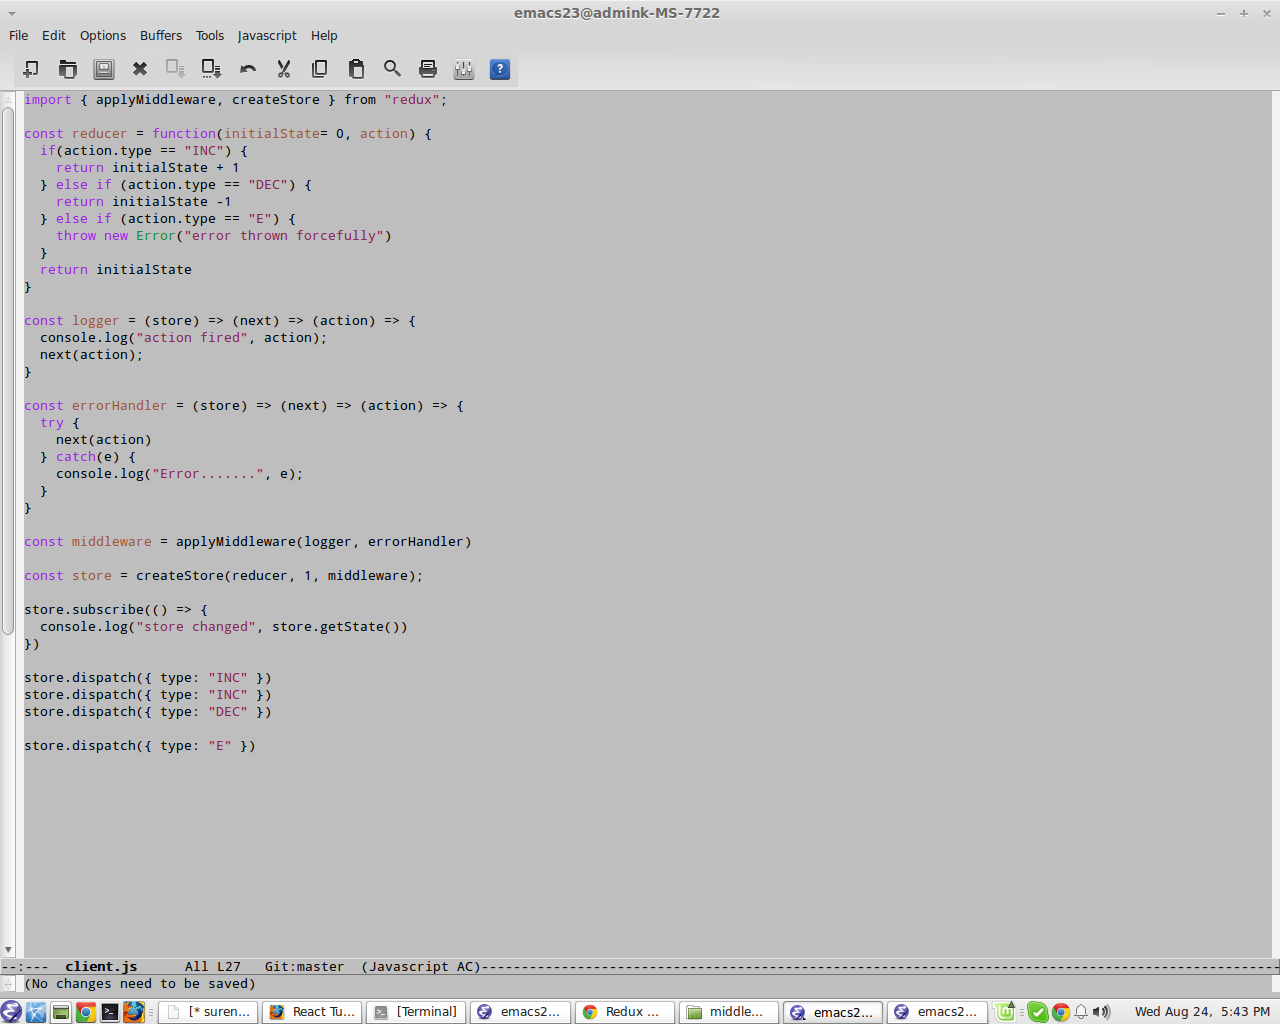 emacs23@admink-MS-7722
File Edit Options Buffers Tools Javascript Help
import { applyMiddleware, createStore } from "redux";
const reducer = function(initialState= 0, action) {
  if(action.type == "INC") {
    return initialState + 1
  } else if (action.type == "DEC") {
    return initialState -1
  } else if (action.type == "E") {
    throw new Error("error thrown forcefully")
  }
  return initialState
}
const logger = (store) => (next) => (action) => {
  console.log("action fired", action);
  next(action);
}
const errorHandler = (store) => (next) => (action) => {
  try {
    next(action)
  } catch(e) {
    console.log("Error.......", e);
  }
}
const middleware = applyMiddleware(logger, errorHandler)
const store = createStore(reducer, 1, middleware);
store.subscribe(() => {
  console.log("store changed", store.getState())
})
store.dispatch({ type: "INC" })
store.dispatch({ type: "INC" })
store.dispatch({ type: "DEC" })
store.dispatch({ type: "E" })
--:---  client.js      All L27   Git:master  (Javascript AC)--------------------
(No changes need to be saved)
[* suren... React Tu... [Terminal] emacs2... Redux ... middle... emacs2... emacs2... Wed Aug 24, 5:43 PM